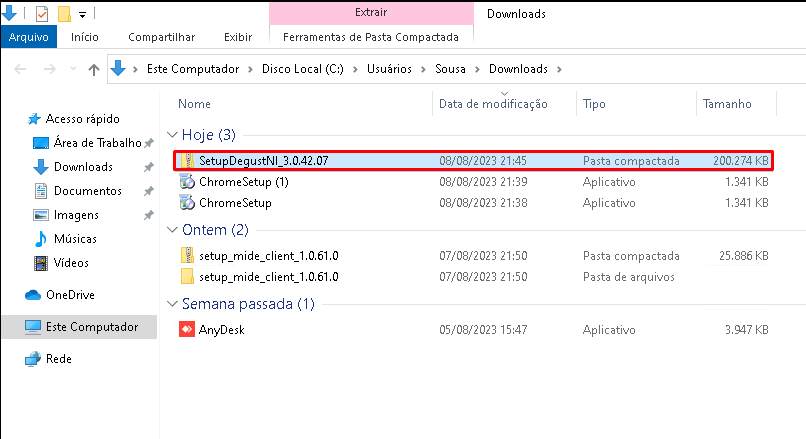 Extrair
Downloads
Arquivo Início Compartilhar Exibir Ferramentas de Pasta Compactada
Este Computador Disco Local (C:) Usuários Sousa Downloads
Nome Data de modificação Tipo Tamanho
Acesso rápido
Área de Trabalho
Downloads
Documentos
Imagens
Músicas
Vídeos
OneDrive
Este Computador
Rede
Hoje (3)
SetupDegustNI_3.0.42.07 08/08/2023 21:45 Pasta compactada 200.274 KB
ChromeSetup (1) 08/08/2023 21:39 Aplicativo 1.341 KB
ChromeSetup 08/08/2023 21:38 Aplicativo 1.341 KB
Ontem (2)
setup_mide_client_1.0.61.0 07/08/2023 21:50 Pasta compactada 25.886 KB
setup_mide_client_1.0.61.0 07/08/2023 21:50 Pasta de arquivos
Semana passada (1)
AnyDesk 05/08/2023 15:47 Aplicativo 3.947 KB